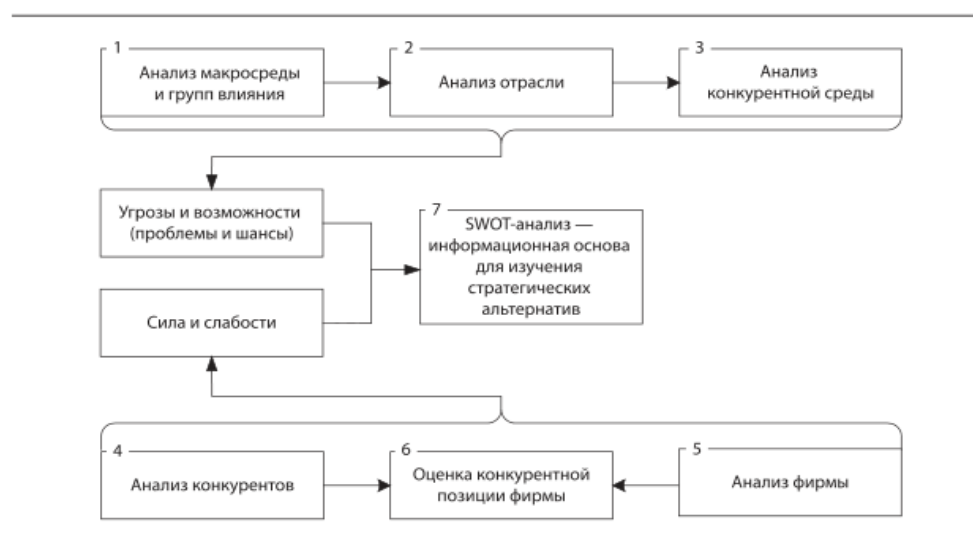 1
Анализ макросреды
и групп влияния
2
Анализ отрасли
3
Анализ
конкурентной среды
Угрозы и возможности
(проблемы и шансы)
7
SWOT-анализ —
информационная основа
для изучения
стратегических
альтернатив
Сила и слабости
4
Анализ конкурентов
6
Оценка конкурентной
позиции фирмы
5
Анализ фирмы